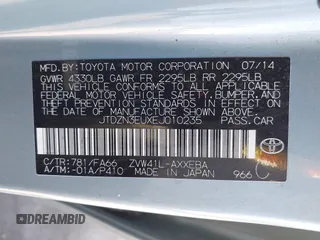 MFD. BY: TOYOTA MOTOR CORPORATION 07/14
GVWR 4330LB GAWR FR 2295LB RR 2295LB
THIS VEHICLE CONFORMS TO ALL APPLICABLE
FEDERAL MOTOR VEHICLE SAFETY, BUMPER, AND
THEFT PREVENTION STANDARDS IN EFFECT ON
THE DATE OF MANUFACTURE SHOWN ABOVE.
JTDZN3EUXEJ010235 PASS. CAR
C/TR: 781/FA66 ZVW41L-AXXEBA
A/TM: -01A/P410 MADE IN JAPAN 966